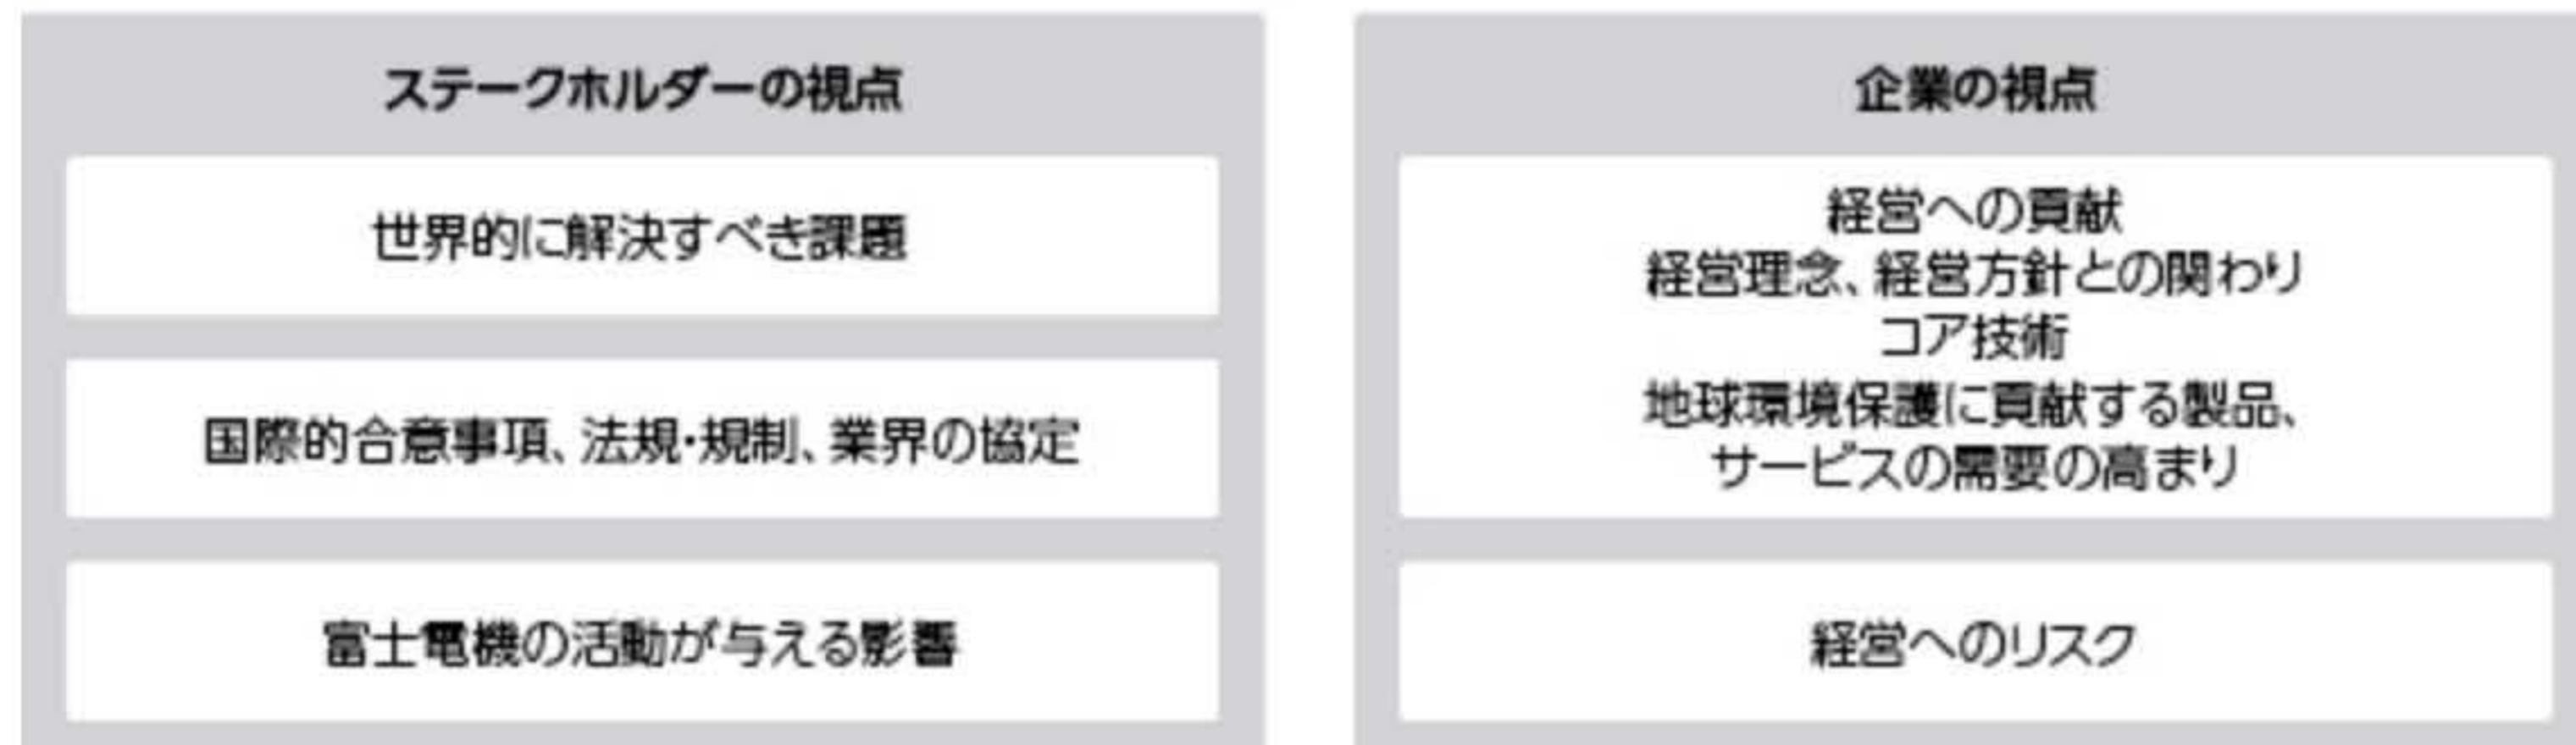 ステークホルダーの視点
世界的に解決すべき課題
国際的合意事項、法規・規制、業界の協定
富士電機の活動が与える影響
企業の視点
経営への貢献
経営理念、経営方針との関わり
コア技術
地球環境保護に貢献する製品、
サービスの需要の高まり
経営へのリスク